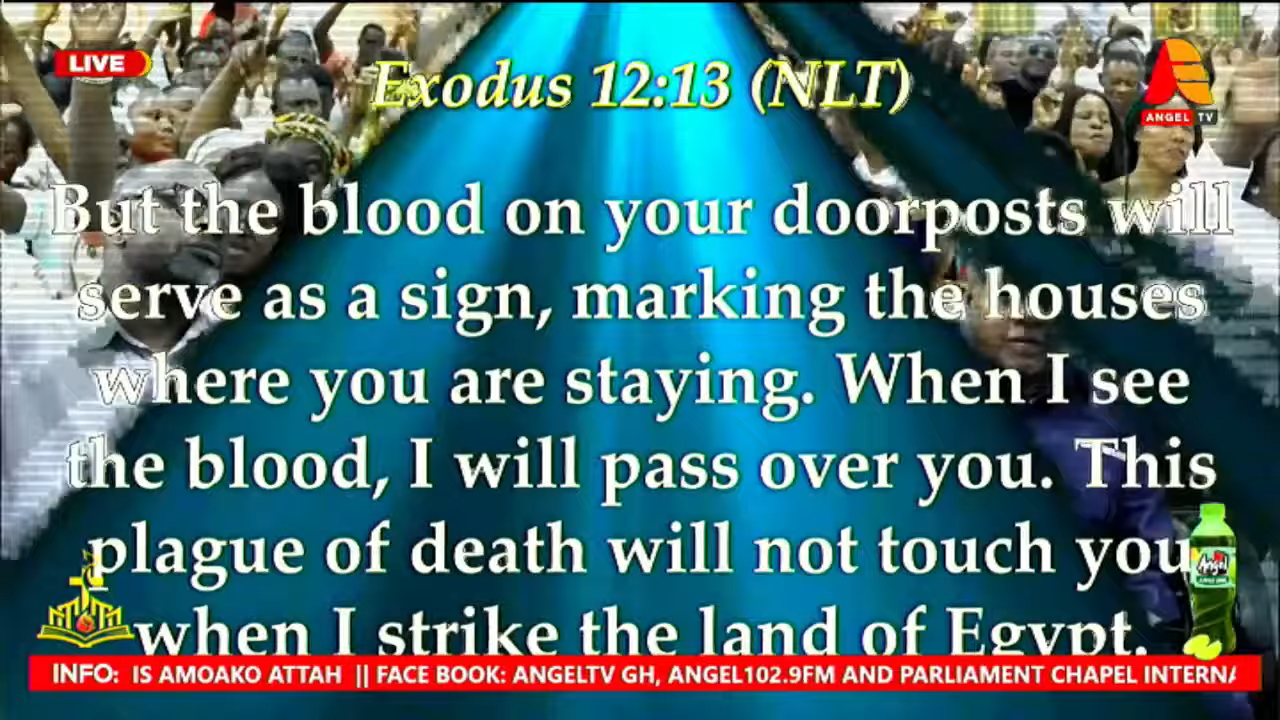 LIVE
Exodus 12:13 (NLT)
ANGEL TV
But the blood on your doorposts will
serve as a sign, marking the houses
where you are staying. When I see
the blood, I will pass over you. This
plague of death will not touch you
when I strike the land of Egypt.
Angel
INFO: IS AMOAKO ATTAH || FACE BOOK: ANGELTV GH, ANGEL102.9FM AND PARLIAMENT CHAPEL INTERNA